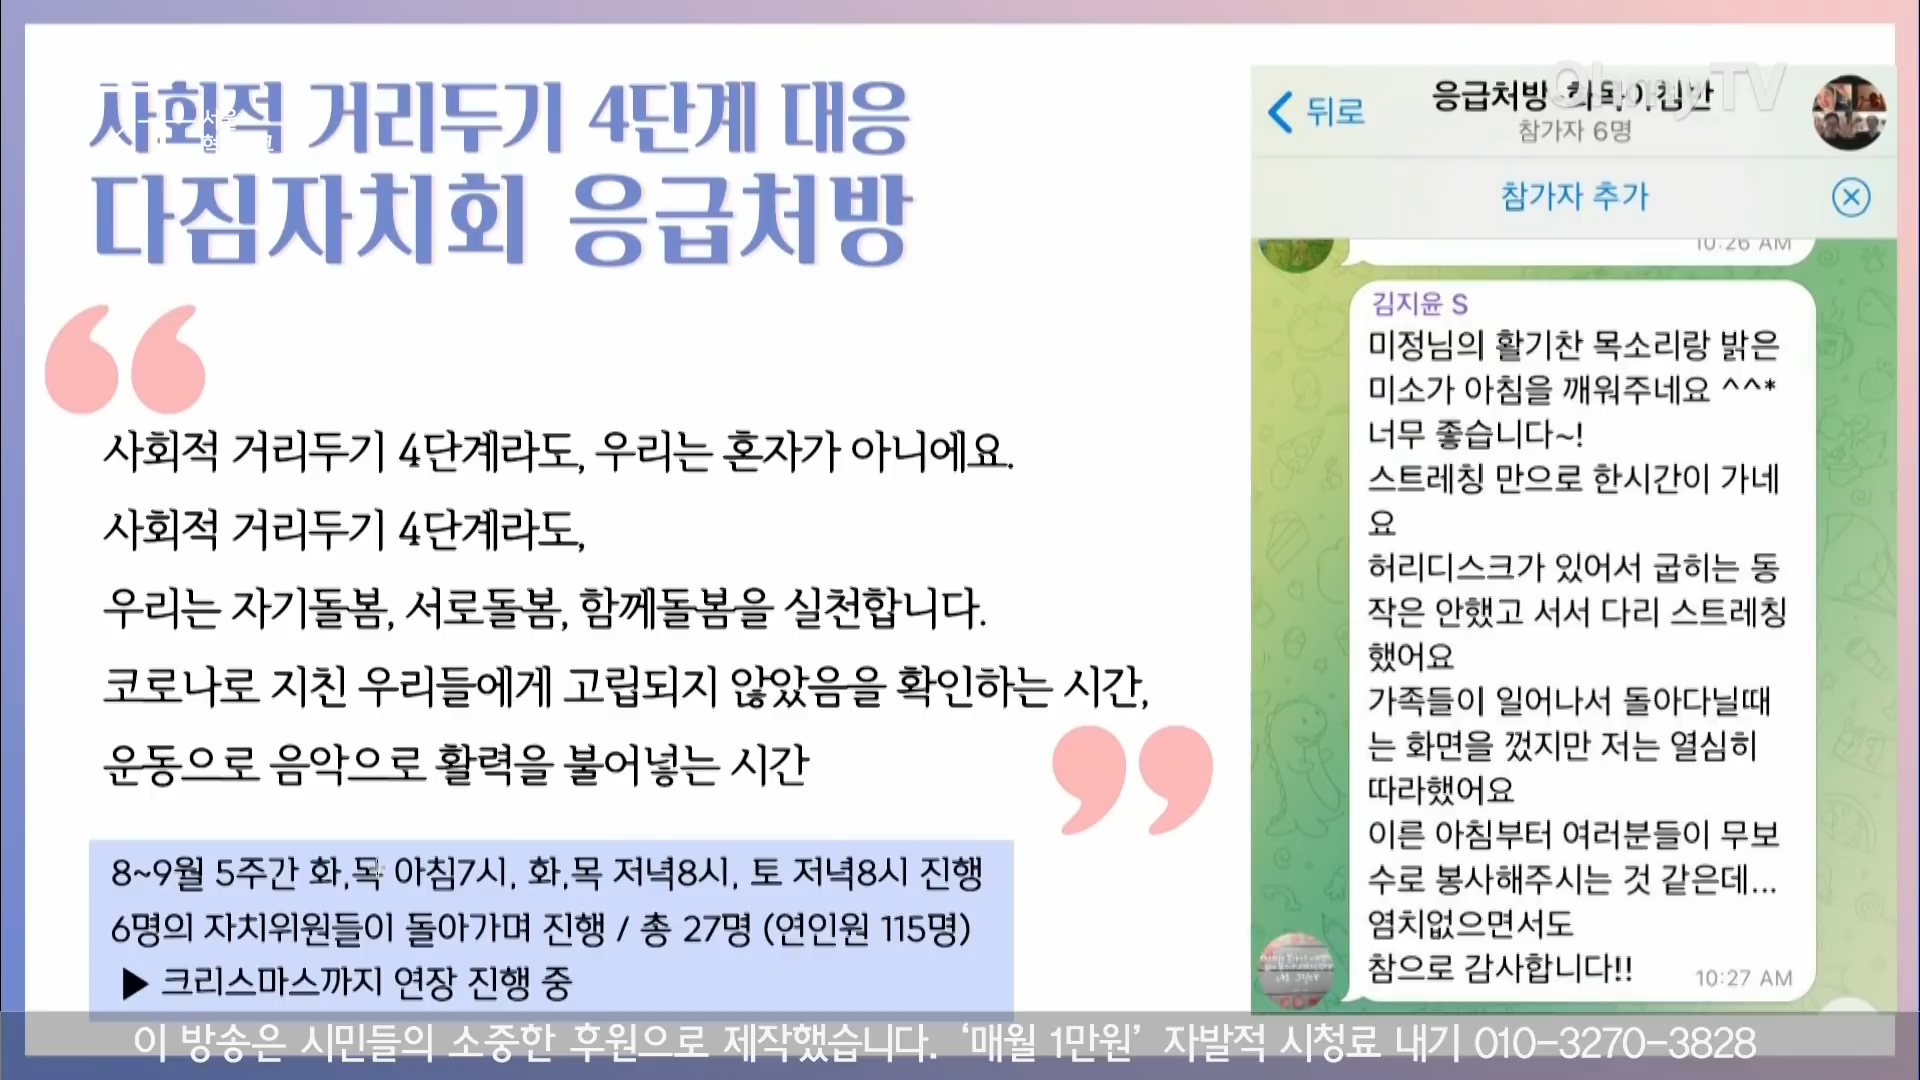 사회적 거리두기 4단계 대응
다짐자치회 응급처방
사회적 거리두기 4단계라도, 우리는 혼자가 아니에요.
사회적 거리두기 4단계라도,
우리는 자기돌봄, 서로돌봄, 함께돌봄을 실천합니다.
코로나로 지친 우리들에게 고립되지 않았음을 확인하는 시간,
운동으로 음악으로 활력을 불어넣는 시간
8~9월 5주간 화,목 아침7시, 화,목 저녁8시, 토 저녁8시 진행
6명의 자치위원들이 돌아가며 진행 / 총 27명 (연인원 115명)
▶ 크리스마스까지 연장 진행 중
OhmyTV
뒤로
응급처방 화목아침반
참가자 6명
참가자 추가
10:26 AM
김지윤 S
미정님의 활기찬 목소리랑 밝은
미소가 아침을 깨워주네요 ^^*
너무 좋습니다~!
스트레칭 만으로 한시간이 가네
요
허리디스크가 있어서 굽히는 동
작은 안했고 서서 다리 스트레칭
했어요
가족들이 일어나서 돌아다닐때
는 화면을 껐지만 저는 열심히
따라했어요
이른 아침부터 여러분들이 무보
수로 봉사해주시는 것 같은데...
염치없으면서도
참으로 감사합니다!!
10:27 AM
이 방송은 시민들의 소중한 후원으로 제작했습니다. ‘매월 1만원’ 자발적 시청료 내기 010-3270-3828